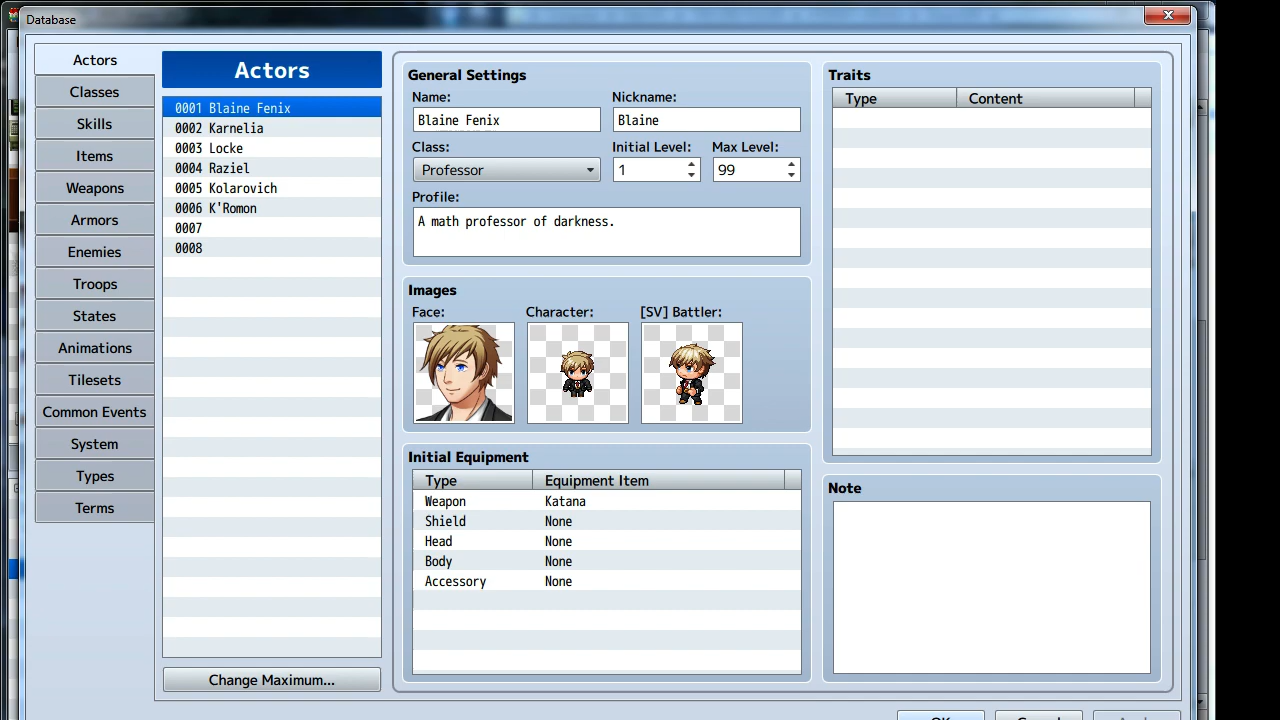 Database
Actors
Classes
Skills
Items
Weapons
Armors
Enemies
Troops
States
Animations
Tilesets
Common Events
System
Types
Terms
Actors
0001 Blaine Fenix
0002 Karnelia
0003 Locke
0004 Raziel
0005 Kolarovich
0006 K'Romon
0007
0008
Change Maximum...
General Settings
Name: Nickname:
Blaine Fenix Blaine
Class: Initial Level: Max Level:
Professor 1 99
Profile:
A math professor of darkness.
Images
Face: Character: [SV] Battler:
Initial Equipment
Type Equipment Item
Weapon Katana
Shield None
Head None
Body None
Accessory None
Traits
Type Content
Note